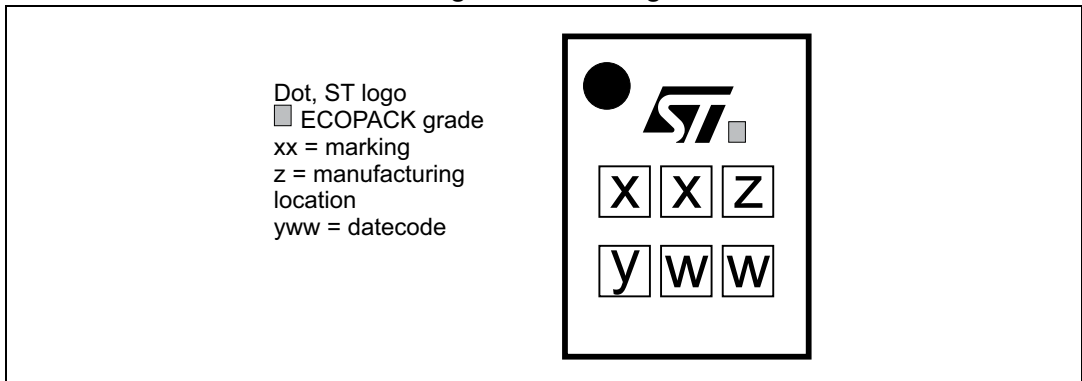 Dot, ST logo
ECOPACK grade
xx = marking
z = manufacturing
location
yww = datecode
ST
x x z
y w w